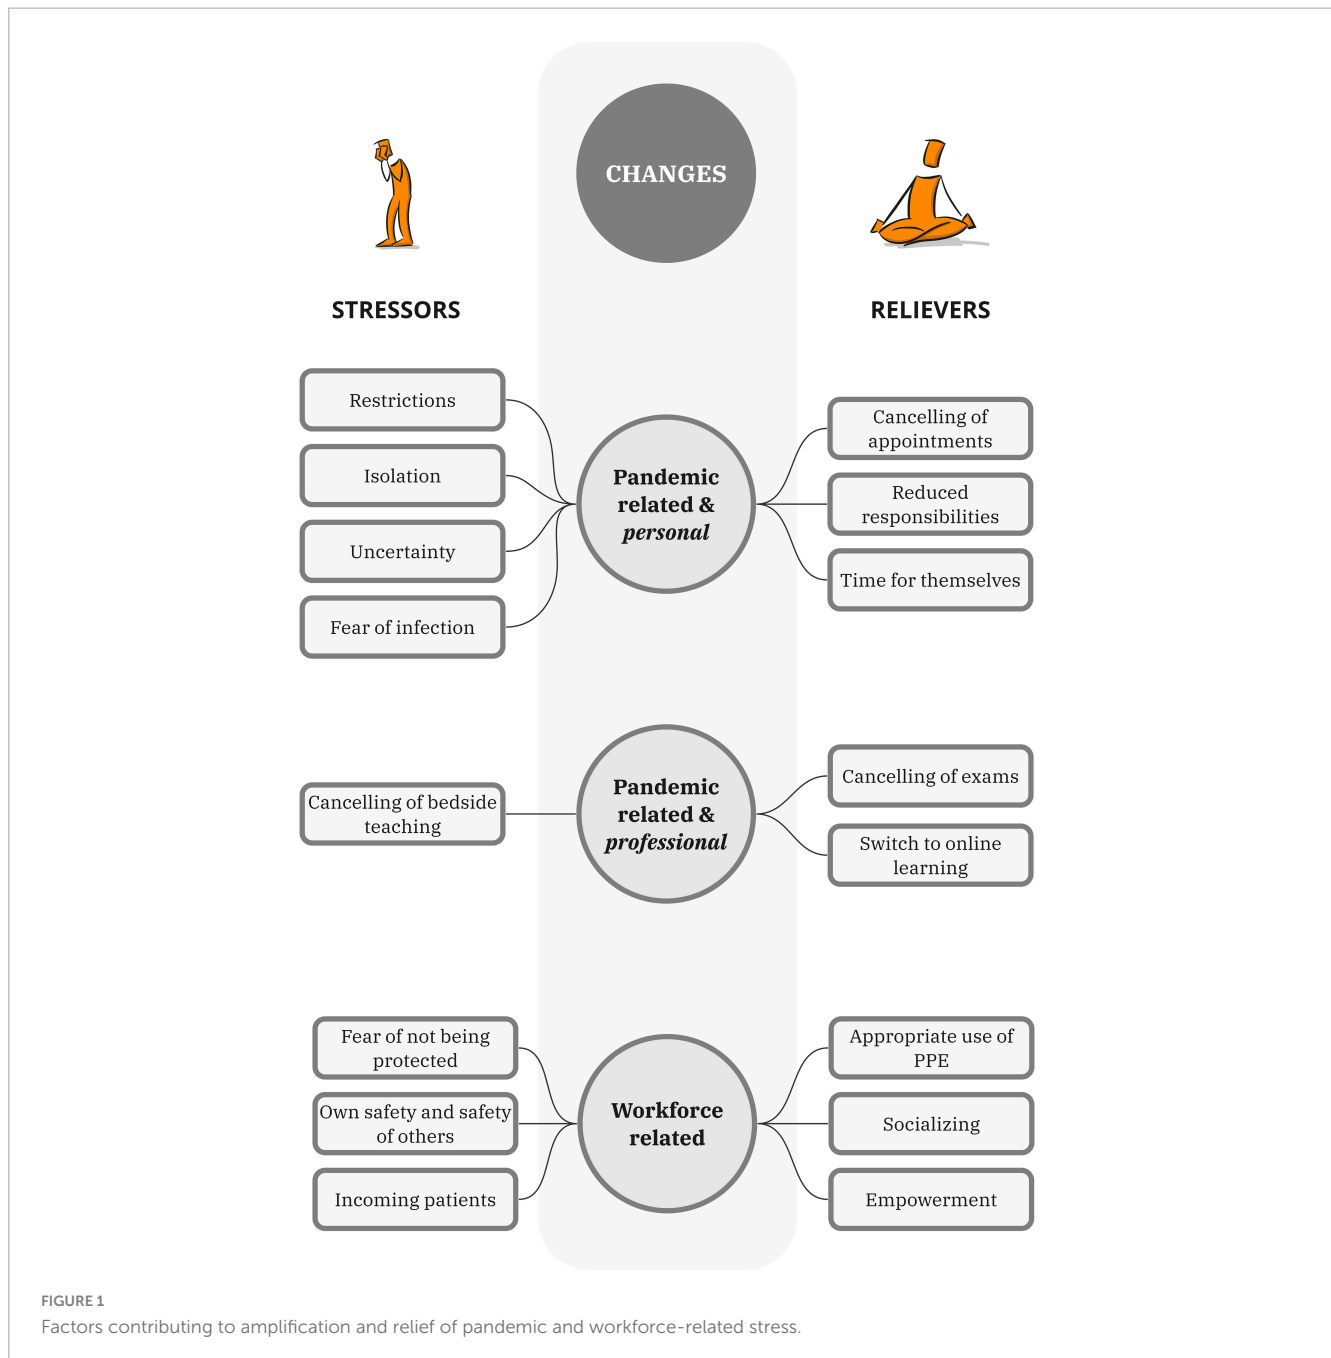 CHANGES
STRESSORS
RELIEVERS
Restrictions
Isolation
Uncertainty
Fear of infection
Pandemic
related &
personal
Cancelling of
appointments
Reduced
responsibilities
Time for themselves
Cancelling of bedside
teaching
Pandemic
related &
professional
Cancelling of exams
Switch to online
learning
Fear of not being
protected
Own safety and safety
of others
Incoming patients
Workforce
related
Appropriate use of
PPE
Socializing
Empowerment
FIGURE 1
Factors contributing to amplification and relief of pandemic and workforce-related stress.